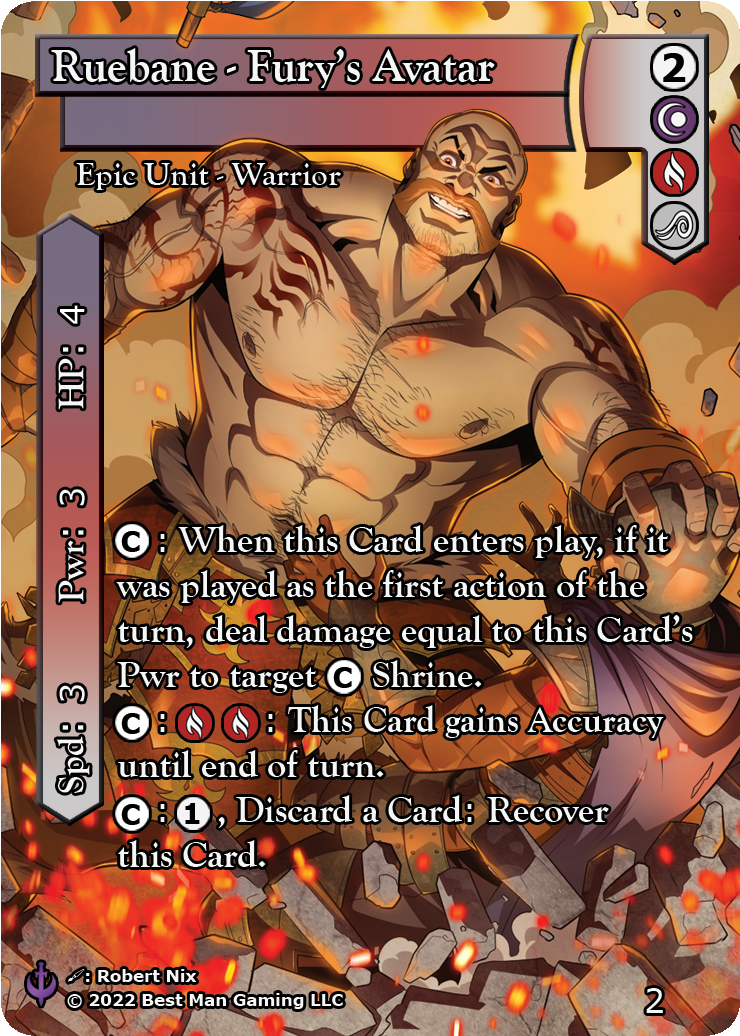 Ruebane - Fury's Avatar
2
Epic Unit - Warrior
HP: 4
Pwr: 3
Spd: 3
C: When this Card enters play, if it
was played as the first action of the
turn, deal damage equal to this Card's
Pwr to target C Shrine.
C: : This Card gains Accuracy
until end of turn.
C: 1, Discard a Card: Recover
this Card.
: Robert Nix
© 2022 Best Man Gaming LLC
2